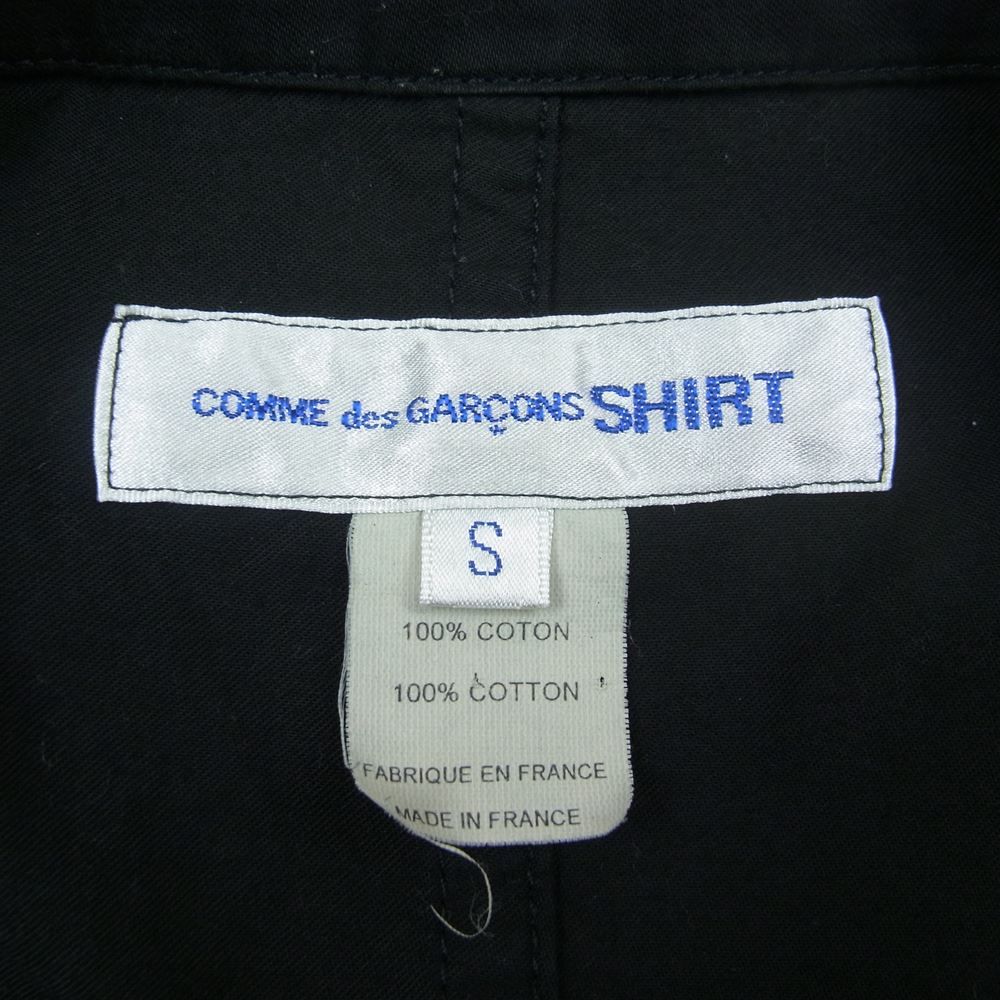 COMME des GARÇONS SHIRT
S
100% COTON
100% COTTON
FABRIQUE EN FRANCE
MADE IN FRANCE